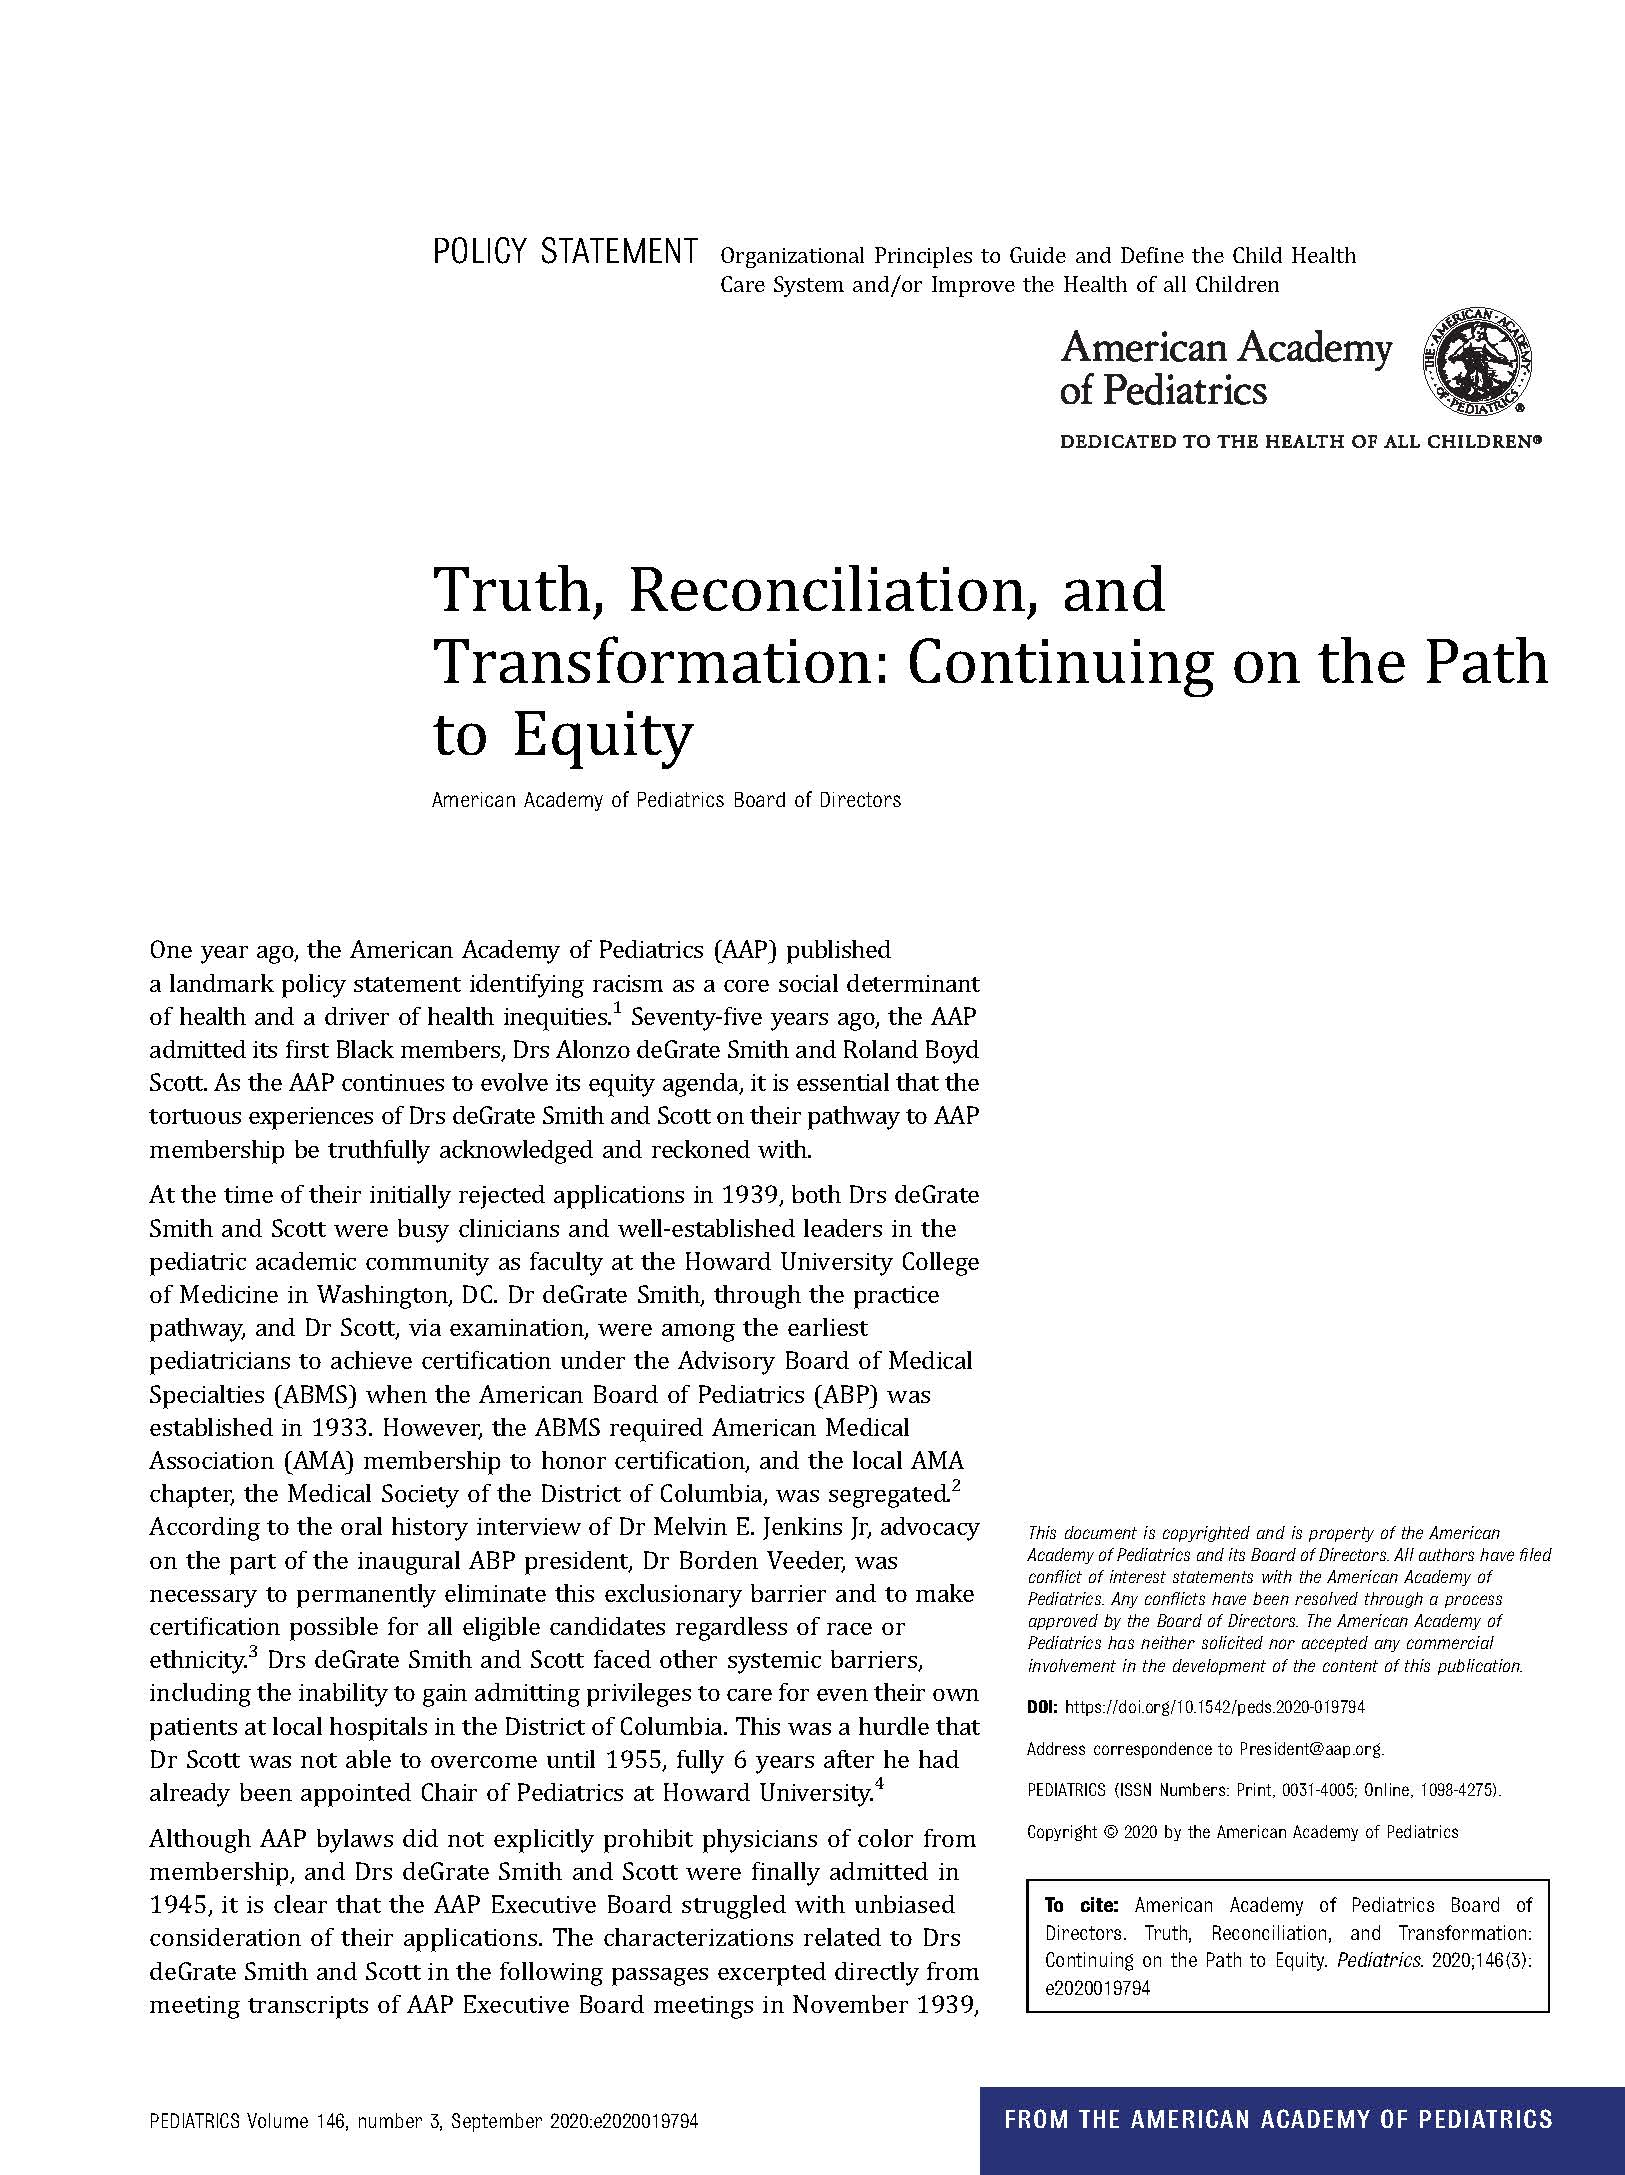 POLICY STATEMENT Organizational Principles to Guide and Define the Child Health
Care System and/or Improve the Health of all Children
American Academy
of Pediatrics
THE · AMERICAN · ACADEMY · OF · PEDIATRICS ®
DEDICATED TO THE HEALTH OF ALL CHILDREN®
Truth, Reconciliation, and
Transformation: Continuing on the Path
to Equity
American Academy of Pediatrics Board of Directors
One year ago, the American Academy of Pediatrics (AAP) published
a landmark policy statement identifying racism as a core social determinant
of health and a driver of health inequities.1 Seventy-five years ago, the AAP
admitted its first Black members, Drs Alonzo deGrate Smith and Roland Boyd
Scott. As the AAP continues to evolve its equity agenda, it is essential that the
tortuous experiences of Drs deGrate Smith and Scott on their pathway to AAP
membership be truthfully acknowledged and reckoned with.
At the time of their initially rejected applications in 1939, both Drs deGrate
Smith and Scott were busy clinicians and well-established leaders in the
pediatric academic community as faculty at the Howard University College
of Medicine in Washington, DC. Dr deGrate Smith, through the practice
pathway, and Dr Scott, via examination, were among the earliest
pediatricians to achieve certification under the Advisory Board of Medical
Specialties (ABMS) when the American Board of Pediatrics (ABP) was
established in 1933. However, the ABMS required American Medical
Association (AMA) membership to honor certification, and the local AMA
chapter, the Medical Society of the District of Columbia, was segregated.2
According to the oral history interview of Dr Melvin E. Jenkins Jr, advocacy
on the part of the inaugural ABP president, Dr Borden Veeder, was
necessary to permanently eliminate this exclusionary barrier and to make
certification possible for all eligible candidates regardless of race or
ethnicity.3 Drs deGrate Smith and Scott faced other systemic barriers,
including the inability to gain admitting privileges to care for even their own
patients at local hospitals in the District of Columbia. This was a hurdle that
Dr Scott was not able to overcome until 1955, fully 6 years after he had
already been appointed Chair of Pediatrics at Howard University.4
Although AAP bylaws did not explicitly prohibit physicians of color from
membership, and Drs deGrate Smith and Scott were finally admitted in
1945, it is clear that the AAP Executive Board struggled with unbiased
consideration of their applications. The characterizations related to Drs
deGrate Smith and Scott in the following passages excerpted directly from
meeting transcripts of AAP Executive Board meetings in November 1939,
This document is copyrighted and is property of the American
Academy of Pediatrics and its Board of Directors. All authors have filed
conflict of interest statements with the American Academy of
Pediatrics. Any conflicts have been resolved through a process
approved by the Board of Directors. The American Academy of
Pediatrics has neither solicited nor accepted any commercial
involvement in the development of the content of this publication.
DOI: https://doi.org/10.1542/peds.2020-019794
Address correspondence to President@aap.org.
PEDIATRICS (ISSN Numbers: Print, 0031-4005; Online, 1098-4275).
Copyright © 2020 by the American Academy of Pediatrics
To cite: American Academy of Pediatrics Board of
Directors. Truth, Reconciliation, and Transformation:
Continuing on the Path to Equity. Pediatrics. 2020;146(3):
e2020019794
PEDIATRICS Volume 146, number 3, September 2020:e2020019794
FROM THE AMERICAN ACADEMY OF PEDIATRICS